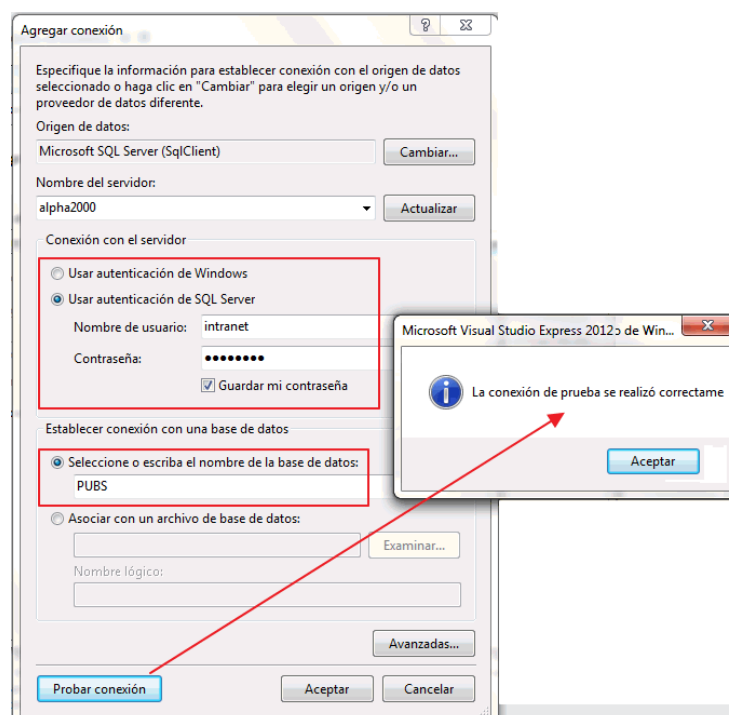 Agregar conexión
Especifique la información para establecer conexión con el origen de datos
seleccionado o haga clic en "Cambiar" para elegir un origen y/o un
proveedor de datos diferente.
Origen de datos:
Microsoft SQL Server (SqlClient)
Cambiar...
Nombre del servidor:
alpha2000
Actualizar
Conexión con el servidor
Usar autenticación de Windows
Usar autenticación de SQL Server
Nombre de usuario: intranet
Contraseña: ●●●●●●●●
Guardar mi contraseña
Establecer conexión con una base de datos
Seleccione o escriba el nombre de la base de datos:
PUBS
Asociar con un archivo de base de datos:
Examinar...
Nombre lógico:
Avanzadas...
Probar conexión
Aceptar
Cancelar
Microsoft Visual Studio Express 2012 de Win...
La conexión de prueba se realizó correctame
Aceptar